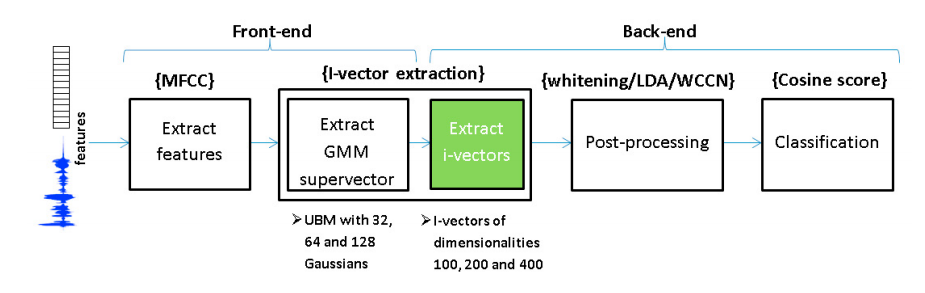 Front-end
Back-end
{MFCC}
{I-vector extraction}
{whitening/LDA/WCCN}
{Cosine score}
features
Extract
features
Extract
GMM
supervector
Extract
i-vectors
Post-processing
Classification
➢UBM with 32,
64 and 128
Gaussians
➢I-vectors of
dimensionalities
100, 200 and 400